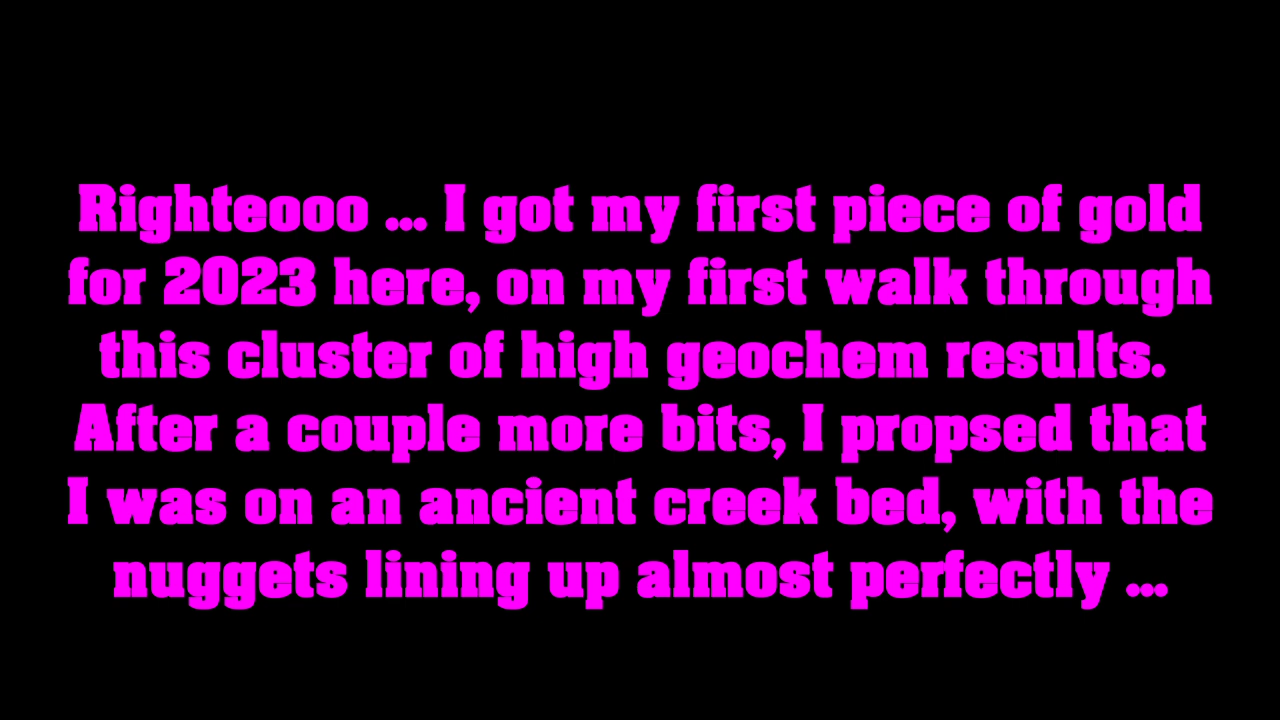 Righteooo ... I got my first piece of gold
for 2023 here, on my first walk through
this cluster of high geochem results.
After a couple more bits, I propsed that
I was on an ancient creek bed, with the
nuggets lining up almost perfectly ...